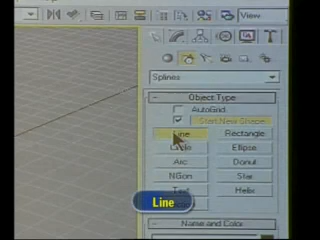 View
Splines
Object Type
AutoGrid
Start New Shape
Line Rectangle
Circle Ellipse
Arc Donut
NGon Star
Text Helix
Line
Name and Color